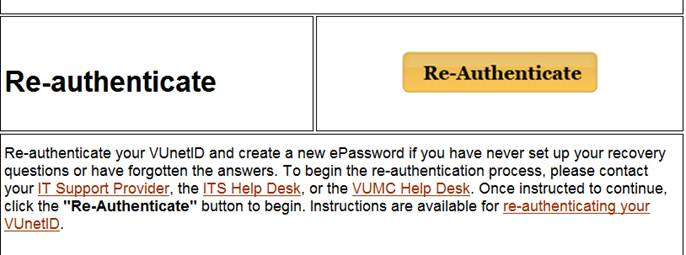 Re-authenticate
Re-Authenticate
Re-authenticate your VUnetID and create a new ePassword if you have never set up your recovery
questions or have forgotten the answers. To begin the re-authentication process, please contact
your IT Support Provider, the ITS Help Desk, or the VUMC Help Desk. Once instructed to continue,
click the "Re-Authenticate" button to begin. Instructions are available for re-authenticating your
VUnetID.